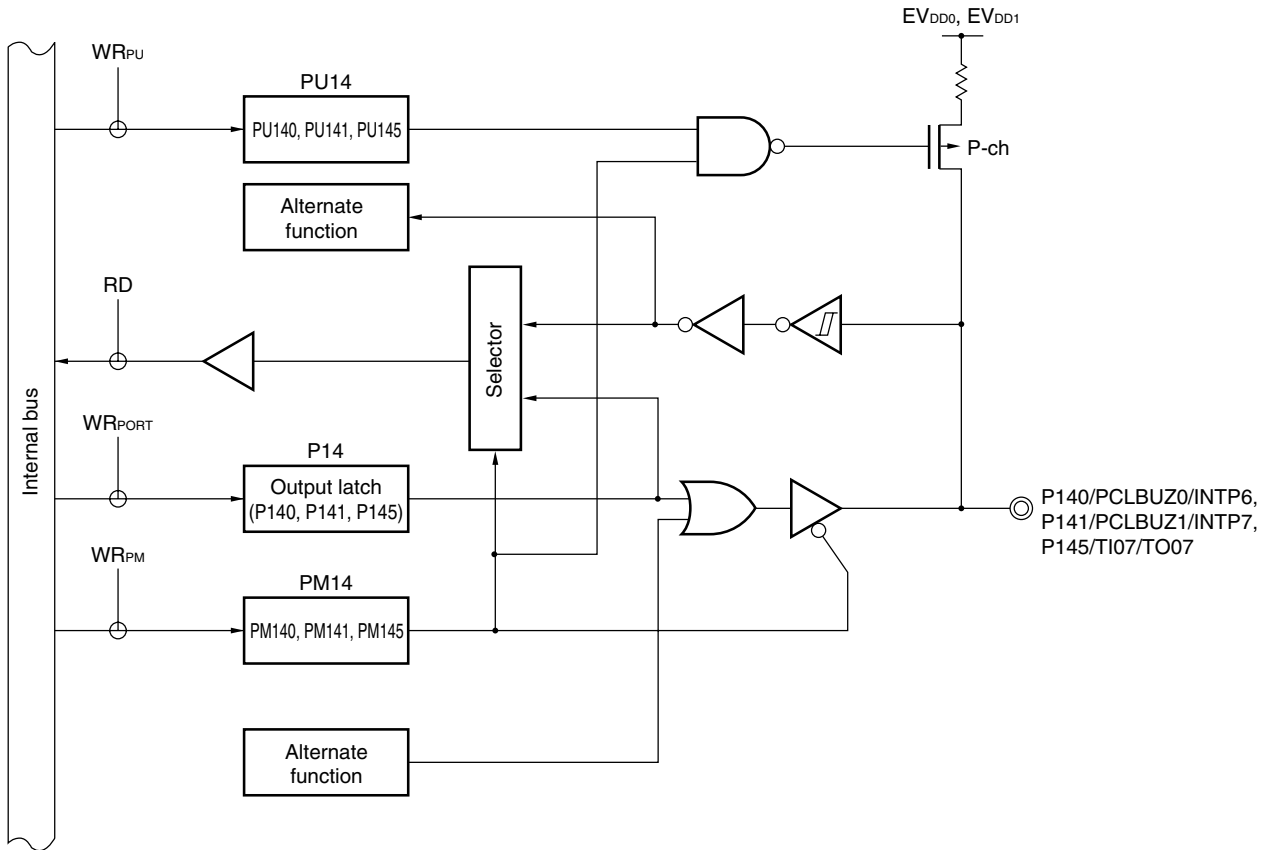 EVDD0, EVDD1
WRPU
PU14
PU140, PU141, PU145
P-ch
Alternate
function
RD
Selector
Internal bus
WRPORT
P14
Output latch
(P140, P141, P145)
P140/PCLBUZ0/INTP6,
P141/PCLBUZ1/INTP7,
P145/TI07/TO07
WRPM
PM14
PM140, PM141, PM145
Alternate
function